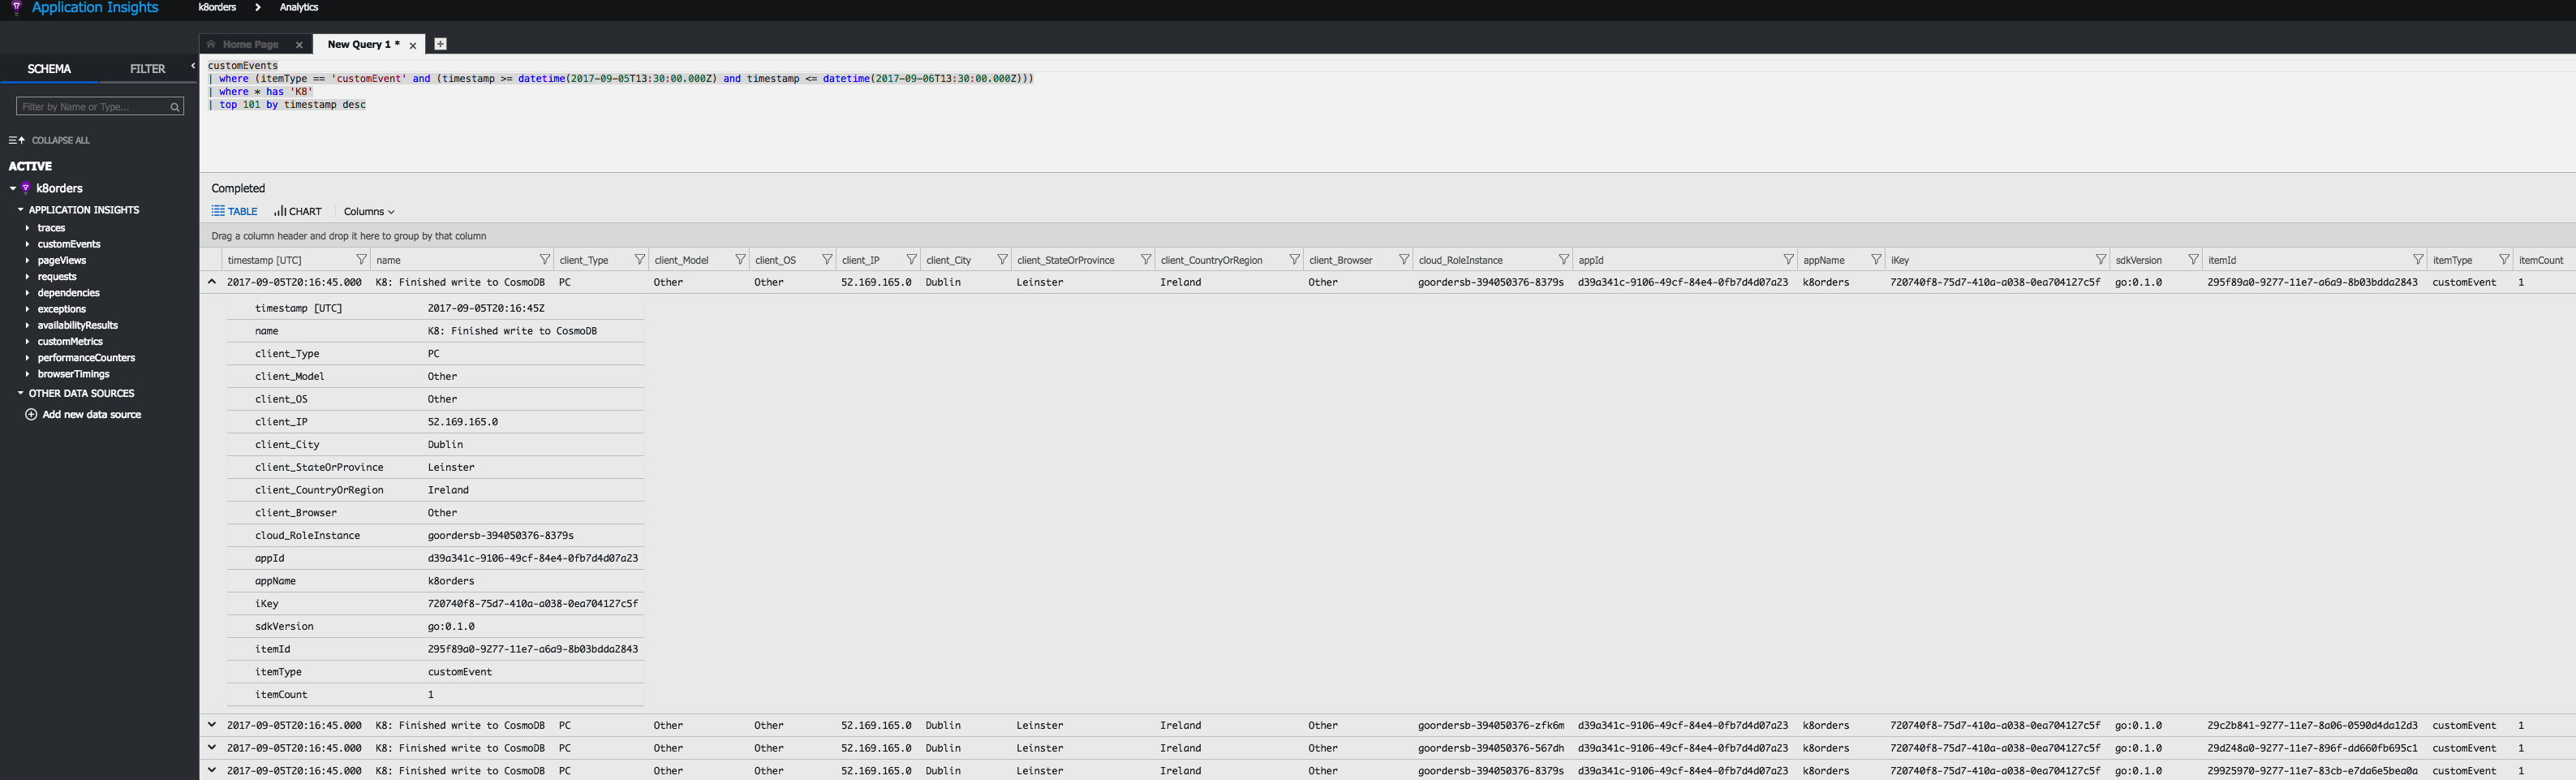 Application Insights k8orders Analytics
Home Page New Query 1 *
SCHEMA FILTER
Filter by Name or Type...
COLLAPSE ALL
ACTIVE
k8orders
APPLICATION INSIGHTS
traces
customEvents
pageViews
requests
dependencies
exceptions
availabilityResults
customMetrics
performanceCounters
browserTimings
OTHER DATA SOURCES
Add new data source
customEvents
| where (itemType == 'customEvent' and (timestamp >= datetime(2017-09-05T13:30:00.000Z) and timestamp <= datetime(2017-09-06T13:30:00.000Z)))
| where * has 'K8'
| top 101 by timestamp desc
Completed
TABLE CHART Columns
Drag a column header and drop it here to group by that column
timestamp [UTC] name client_Type client_Model client_OS client_IP client_City client_StateOrProvince client_CountryOrRegion client_Browser cloud_RoleInstance appId appName iKey sdkVersion itemId itemType itemCount
2017-09-05T20:16:45.000 K8: Finished write to CosmoDB PC Other Other 52.169.165.0 Dublin Leinster Ireland Other goordersb-394050376-8379s d39a341c-9106-49cf-84e4-0fb7d4d07a23 k8orders 720740f8-75d7-410a-a038-0ea704127c5f go:0.1.0 295f89a0-9277-11e7-a6a9-8b03bdda2843 customEvent 1
timestamp [UTC] 2017-09-05T20:16:45Z
name K8: Finished write to CosmoDB
client_Type PC
client_Model Other
client_OS Other
client_IP 52.169.165.0
client_City Dublin
client_StateOrProvince Leinster
client_CountryOrRegion Ireland
client_Browser Other
cloud_RoleInstance goordersb-394050376-8379s
appId d39a341c-9106-49cf-84e4-0fb7d4d07a23
appName k8orders
iKey 720740f8-75d7-410a-a038-0ea704127c5f
sdkVersion go:0.1.0
itemId 295f89a0-9277-11e7-a6a9-8b03bdda2843
itemType customEvent
itemCount 1
2017-09-05T20:16:45.000 K8: Finished write to CosmoDB PC Other Other 52.169.165.0 Dublin Leinster Ireland Other goordersb-394050376-zfk6m d39a341c-9106-49cf-84e4-0fb7d4d07a23 k8orders 720740f8-75d7-410a-a038-0ea704127c5f go:0.1.0 29c2b841-9277-11e7-8a06-0590d4da12d3 customEvent 1
2017-09-05T20:16:45.000 K8: Finished write to CosmoDB PC Other Other 52.169.165.0 Dublin Leinster Ireland Other goordersb-394050376-567dh d39a341c-9106-49cf-84e4-0fb7d4d07a23 k8orders 720740f8-75d7-410a-a038-0ea704127c5f go:0.1.0 29d248a0-9277-11e7-896f-dd660fb695c1 customEvent 1
2017-09-05T20:16:45.000 K8: Finished write to CosmoDB PC Other Other 52.169.165.0 Dublin Leinster Ireland Other goordersb-394050376-8379s d39a341c-9106-49cf-84e4-0fb7d4d07a23 k8orders 720740f8-75d7-410a-a038-0ea704127c5f go:0.1.0 29925970-9277-11e7-83cb-e7da6e5bea0a customEvent 1